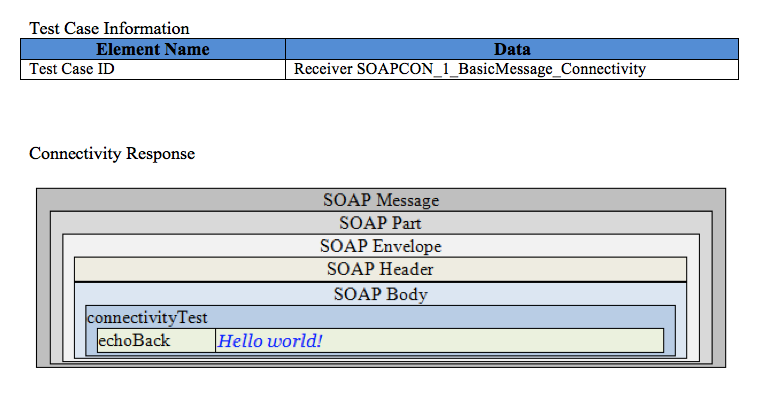 Test Case Information
Element Name Data
Test Case ID Receiver SOAPCON_1_BasicMessage_Connectivity
Connectivity Response
SOAP Message
SOAP Part
SOAP Envelope
SOAP Header
SOAP Body
connectivityTest
echoBack Hello world!